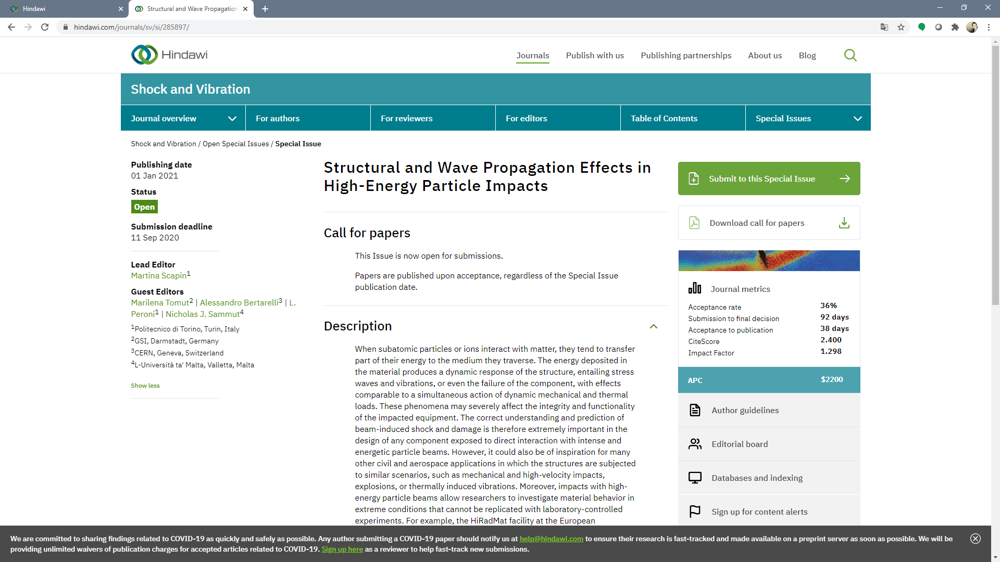 Hindawi
Structural and Wave Propagation
hindawi.com/journals/sv/si/285897/
Hindawi
Journals
Publish with us
Publishing partnerships
About us
Blog
Shock and Vibration
Journal overview
For authors
For reviewers
For editors
Table of Contents
Special Issues
Shock and Vibration / Open Special Issues / Special Issue
Publishing date
01 Jan 2021
Status
Open
Submission deadline
11 Sep 2020
Lead Editor
Martina Scapin1
Guest Editors
Marilena Tomut2 | Alessandro Bertarelli3 | L.
Peroni1 | Nicholas J. Sammut4
1Politecnico di Torino, Turin, Italy
2GSI, Darmstadt, Germany
3CERN, Geneva, Switzerland
4L-Università ta' Malta, Valletta, Malta
Show less
Structural and Wave Propagation Effects in
High-Energy Particle Impacts
Call for papers
This Issue is now open for submissions.
Papers are published upon acceptance, regardless of the Special Issue
publication date.
Description
When subatomic particles or ions interact with matter, they tend to transfer
part of their energy to the medium they traverse. The energy deposited in
the material produces a dynamic response of the structure, entailing stress
waves and vibrations, or even the failure of the component, with effects
comparable to a simultaneous action of dynamic mechanical and thermal
loads. These phenomena may severely affect the integrity and functionality
of the impacted equipment. The correct understanding and prediction of
beam-induced shock and damage is therefore extremely important in the
design of any component exposed to direct interaction with intense and
energetic particle beams. However, it could also be of inspiration for many
other civil and aerospace applications in which the structures are subjected
to similar scenarios, such as mechanical and high-velocity impacts,
explosions, or thermally induced vibrations. Moreover, impacts with high-
energy particle beams allow researchers to investigate material behavior in
extreme conditions that cannot be replicated with laboratory-controlled
experiments. For example, the HiRadMat facility at the European
Submit to this Special Issue
Download call for papers
Journal metrics
Acceptance rate 36%
Submission to final decision 92 days
Acceptance to publication 38 days
CiteScore 2.400
Impact Factor 1.298
APC $2200
Author guidelines
Editorial board
Databases and indexing
Sign up for content alerts
We are committed to sharing findings related to COVID-19 as quickly and safely as possible. Any author submitting a COVID-19 paper should notify us at help@hindawi.com to ensure their research is fast-tracked and made available on a preprint server as soon as possible. We will be
providing unlimited waivers of publication charges for accepted articles related to COVID-19. Sign up here as a reviewer to help fast-track new submissions.